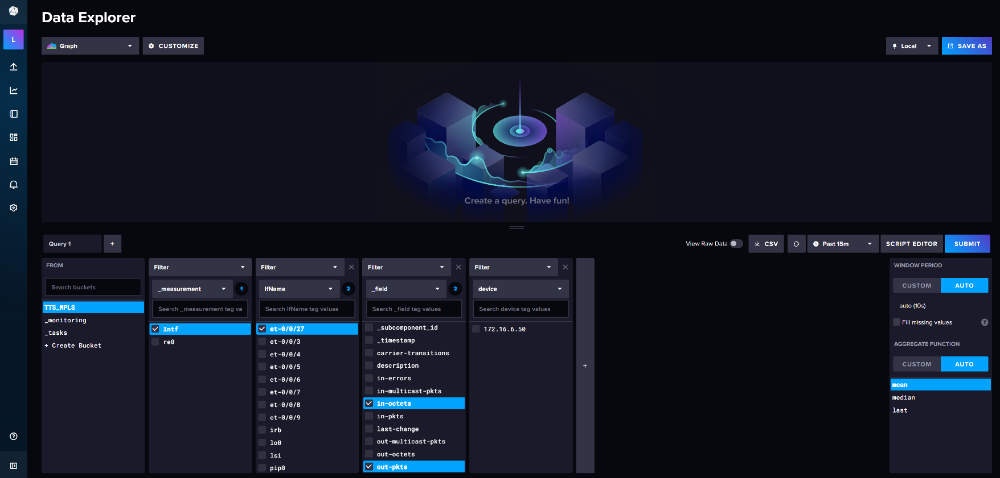 Data Explorer
L
Graph
CUSTOMIZE
Local
SAVE AS
Create a query. Have fun!
Query 1
+
View Raw Data
CSV
Past 15m
SCRIPT EDITOR
SUBMIT
FROM
Search buckets
TTS_MPLS
_monitoring
_tasks
+ Create Bucket
Filter
_measurement
1
Search _measurement tag va
Intf
re0
Filter
IfName
2
Search IfName tag values
et-0/0/27
et-0/0/3
et-0/0/4
et-0/0/5
et-0/0/6
et-0/0/7
et-0/0/8
et-0/0/9
irb
lo0
lsi
pip0
Filter
_field
2
Search _field tag values
_subcomponent_id
_timestamp
carrier-transitions
description
in-errors
in-multicast-pkts
in-octets
in-pkts
last-change
out-multicast-pkts
out-octets
out-pkts
Filter
device
Search device tag values
172.16.6.50
+
WINDOW PERIOD
CUSTOM
AUTO
auto (10s)
Fill missing values
?
AGGREGATE FUNCTION
CUSTOM
AUTO
mean
median
last